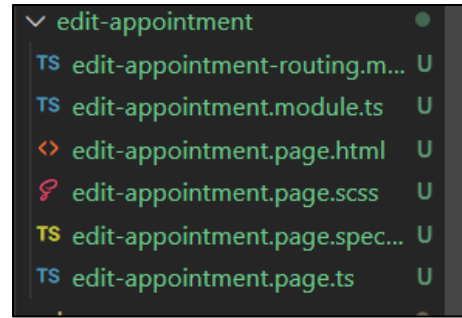 edit-appointment
TS edit-appointment-routing.m... U
TS edit-appointment.module.ts U
<> edit-appointment.page.html U
edit-appointment.page.scss U
TS edit-appointment.page.spec... U
TS edit-appointment.page.ts U